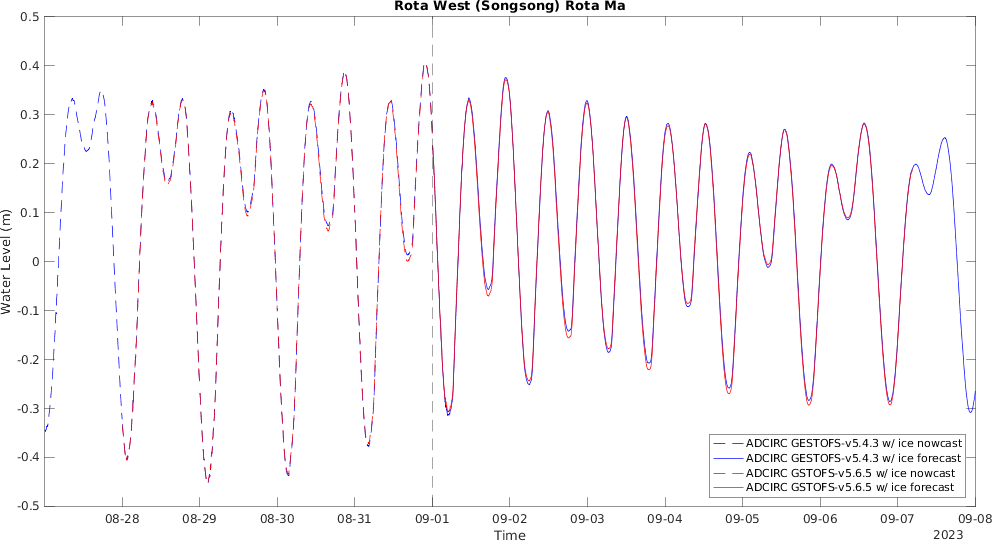 Rota West (Songsong) Rota Ma
0.5
0.4
0.3
0.2
0.1
0
-0.1
-0.2
-0.3
-0.4
-0.5
Water Level (m)
ADCIRC GESTOFS-v5.4.3 w/ ice nowcast
ADCIRC GESTOFS-v5.4.3 w/ ice forecast
ADCIRC GSTOFS-v5.6.5 w/ ice nowcast
ADCIRC GSTOFS-v5.6.5 w/ ice forecast
08-28 08-29 08-30 08-31 09-01 09-02 09-03 09-04 09-05 09-06 09-07 09-08
Time
2023